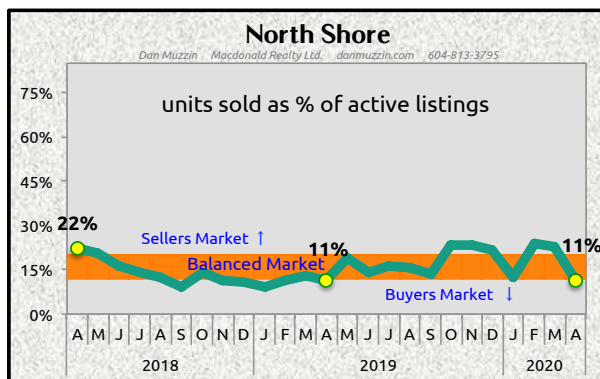 North Shore
Dan Muzzin Macdonald Realty Ltd. danmuzzin.com 604-813-3795
units sold as % of active listings
75%
60%
45%
30%
15%
0%
22%
Sellers Market ↑
11%
11%
Balanced Market
Buyers Market ↓
A M J J A S O N D J F M A M J J A S O N D J F M A
2018 2019 2020